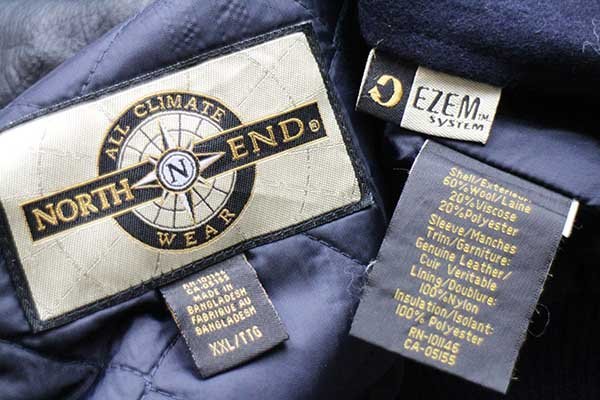 ALL CLIMATE
NORTH
N
END®
WEAR
RN-101146
CA-05155
MADE IN
BANGLADESH
FABRIQUE AU
BANGLADESH
XXL/TTG
EZEM™
SYSTEM
Shell/Exterieur:
60%Wool/Laine
20%Viscose
20%Polyester
Sleeve/Manches
Trim/Garniture:
Genuine Leather/
Cuir Veritable
Lining/Doublure:
100%Nylon
Insulation/Isolant:
100%Polyester
RN-101146
CA-05155